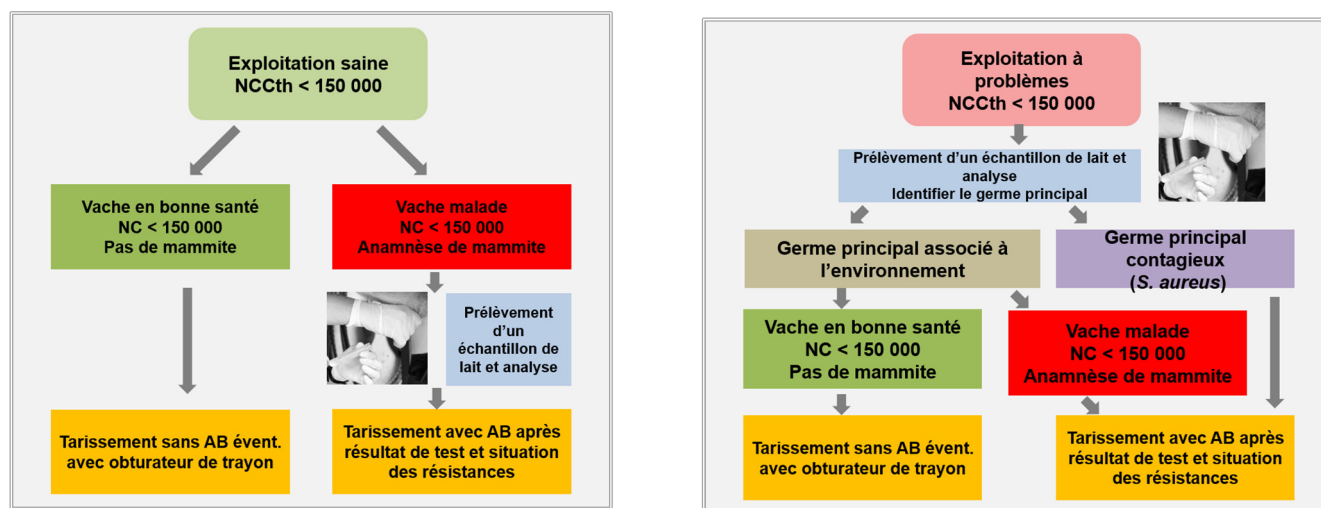 Exploitation saine
NCCth < 150 000
Vache en bonne santé
NC < 150 000
Pas de mammite
Vache malade
NC < 150 000
Anamnèse de mammite
Prélèvement
d’un
échantillon de
lait et analyse
Tarissement sans AB évent.
avec obturateur de trayon
Tarissement avec AB après
résultat de test et situation
des résistances
Exploitation à
problèmes
NCCth < 150 000
Prélèvement d’un échantillon de lait et
analyse
Identifier le germe principal
Germe principal associé à
l’environnement
Germe principal
contagieux
(S. aureus)
Vache en bonne santé
NC < 150 000
Pas de mammite
Vache malade
NC < 150 000
Anamnèse de mammite
Tarissement sans AB évent.
avec obturateur de trayon
Tarissement avec AB après
résultat de test et situation
des résistances